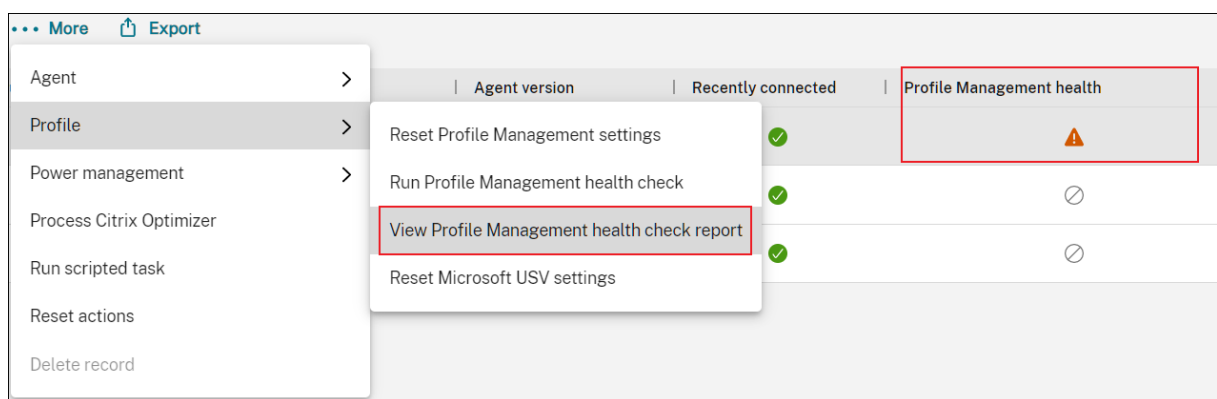 ••• More Export
Agent
Agent version
Recently connected
Profile Management health
Profile
Reset Profile Management settings
Power management
Run Profile Management health check
Process Citrix Optimizer
View Profile Management health check report
Run scripted task
Reset Microsoft USV settings
Reset actions
Delete record